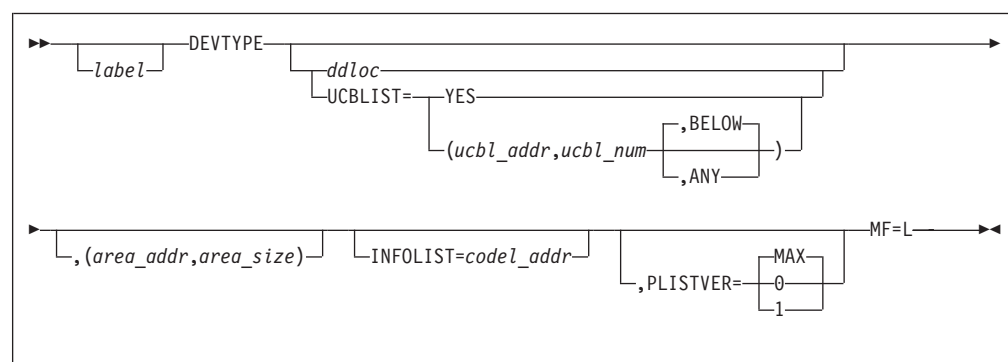 DEVTYPE
label
ddloc
UCBLIST= YES
,BELOW
(ucbl_addr,ucbl_num )
,ANY
MF=L
,(area_addr,area_size) INFOLIST=codel_addr MAX
,PLISTVER= 0
1